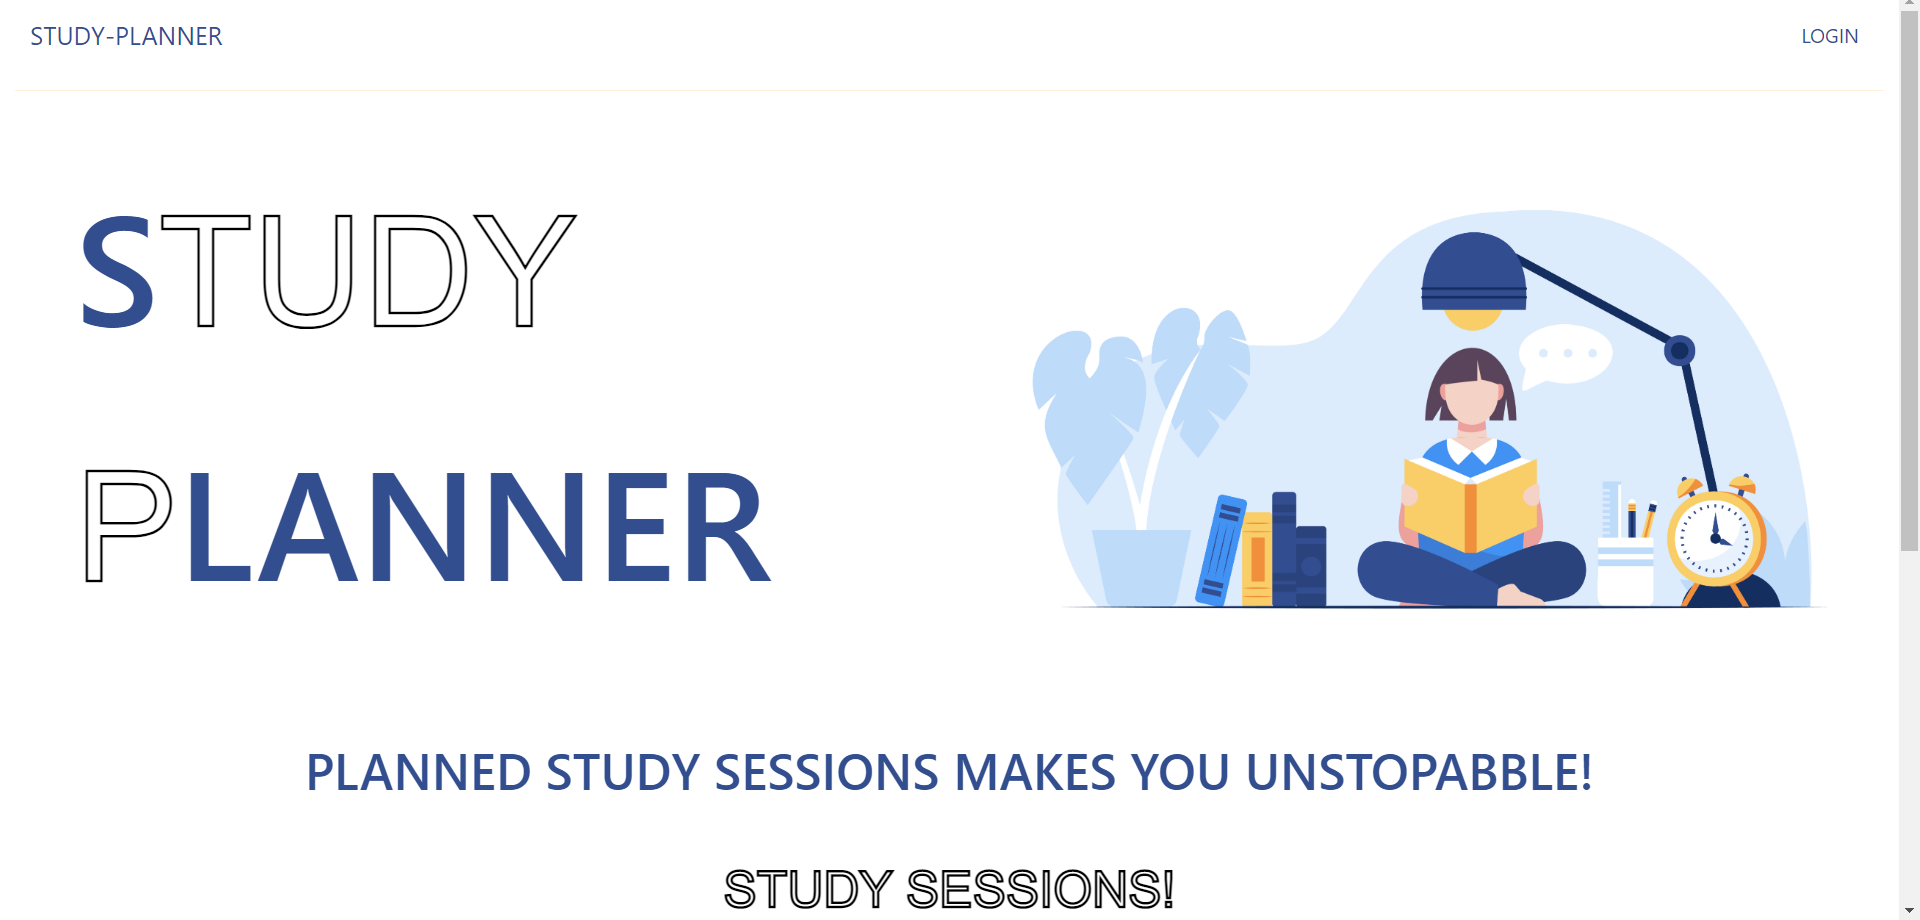 STUDY-PLANNER
LOGIN
STUDY
PLANNER
PLANNED STUDY SESSIONS MAKES YOU UNSTOPABBLE!
STUDY SESSIONS!